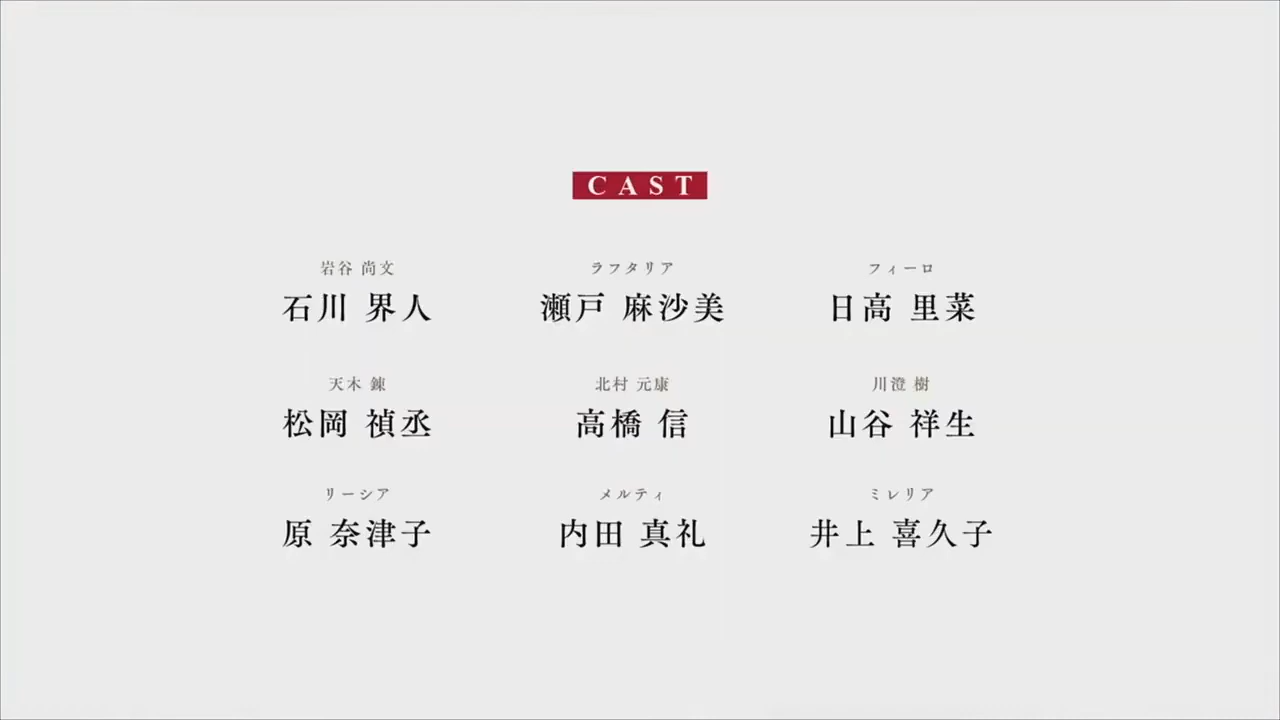 CAST
岩谷 尚文 ラフタリア フィーロ
石川 界人 瀬戸 麻沙美 日高 里菜
天木 錬 北村 元康 川澄 樹
松岡 禎丞 高橋 信 山谷 祥生
リーシア メルティ ミレリア
原 奈津子 内田 真礼 井上 喜久子